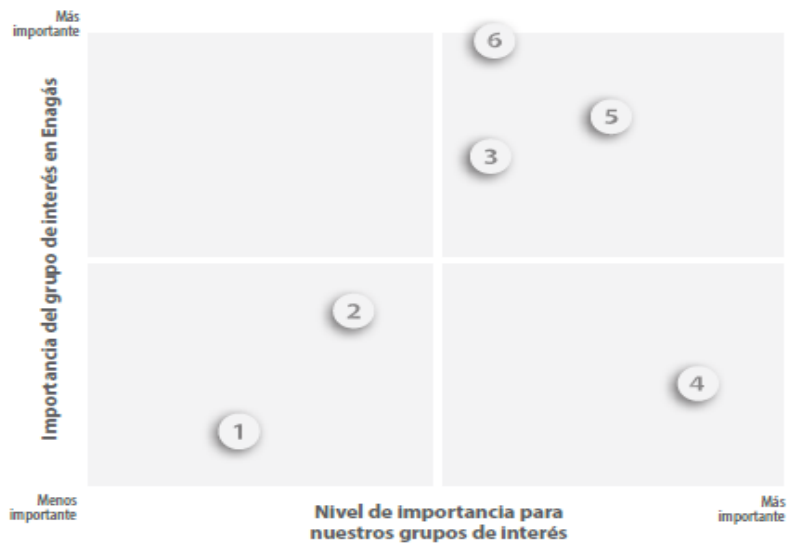 Más
importante
Importancia del grupo de interés en Enagás
6
5
3
2
4
1
Menos
importante
Nivel de importancia para
nuestros grupos de interés
Más
importante